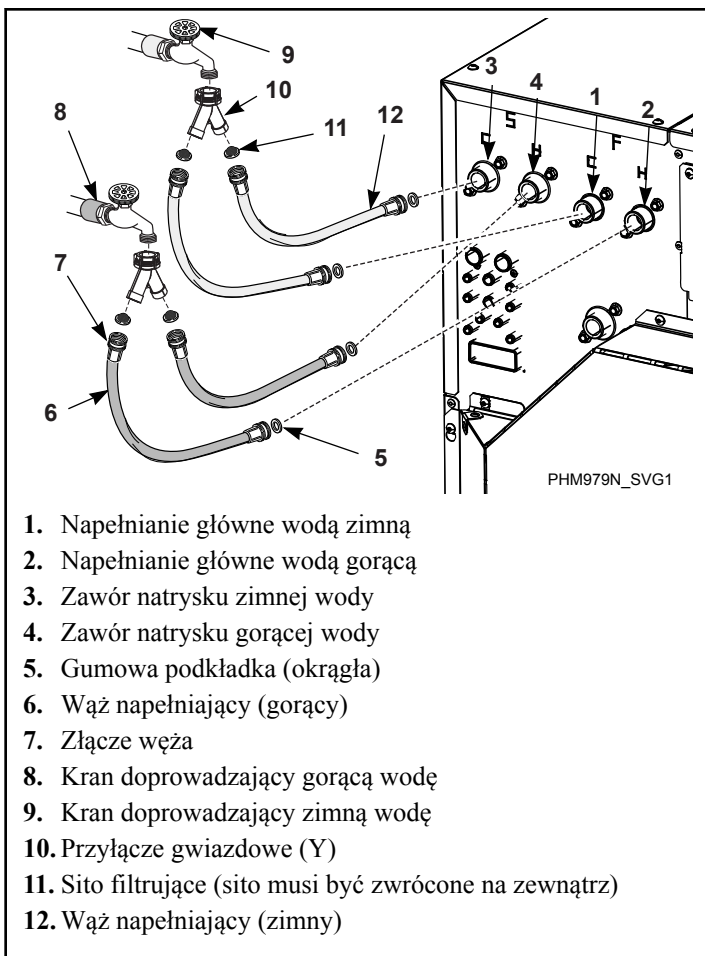 9
10
11
12
8
7
6
5
3
4
1
2
C S H C F H
PHM979N_SVG1
1. Napełnianie główne wodą zimną
2. Napełnianie główne wodą gorącą
3. Zawór natrysku zimnej wody
4. Zawór natrysku gorącej wody
5. Gumowa podkładka (okrągła)
6. Wąż napełniający (gorący)
7. Złącze węża
8. Kran doprowadzający gorącą wodę
9. Kran doprowadzający zimną wodę
10. Przyłącze gwiazdowe (Y)
11. Sito filtrujące (sito musi być zwrócone na zewnątrz)
12. Wąż napełniający (zimny)